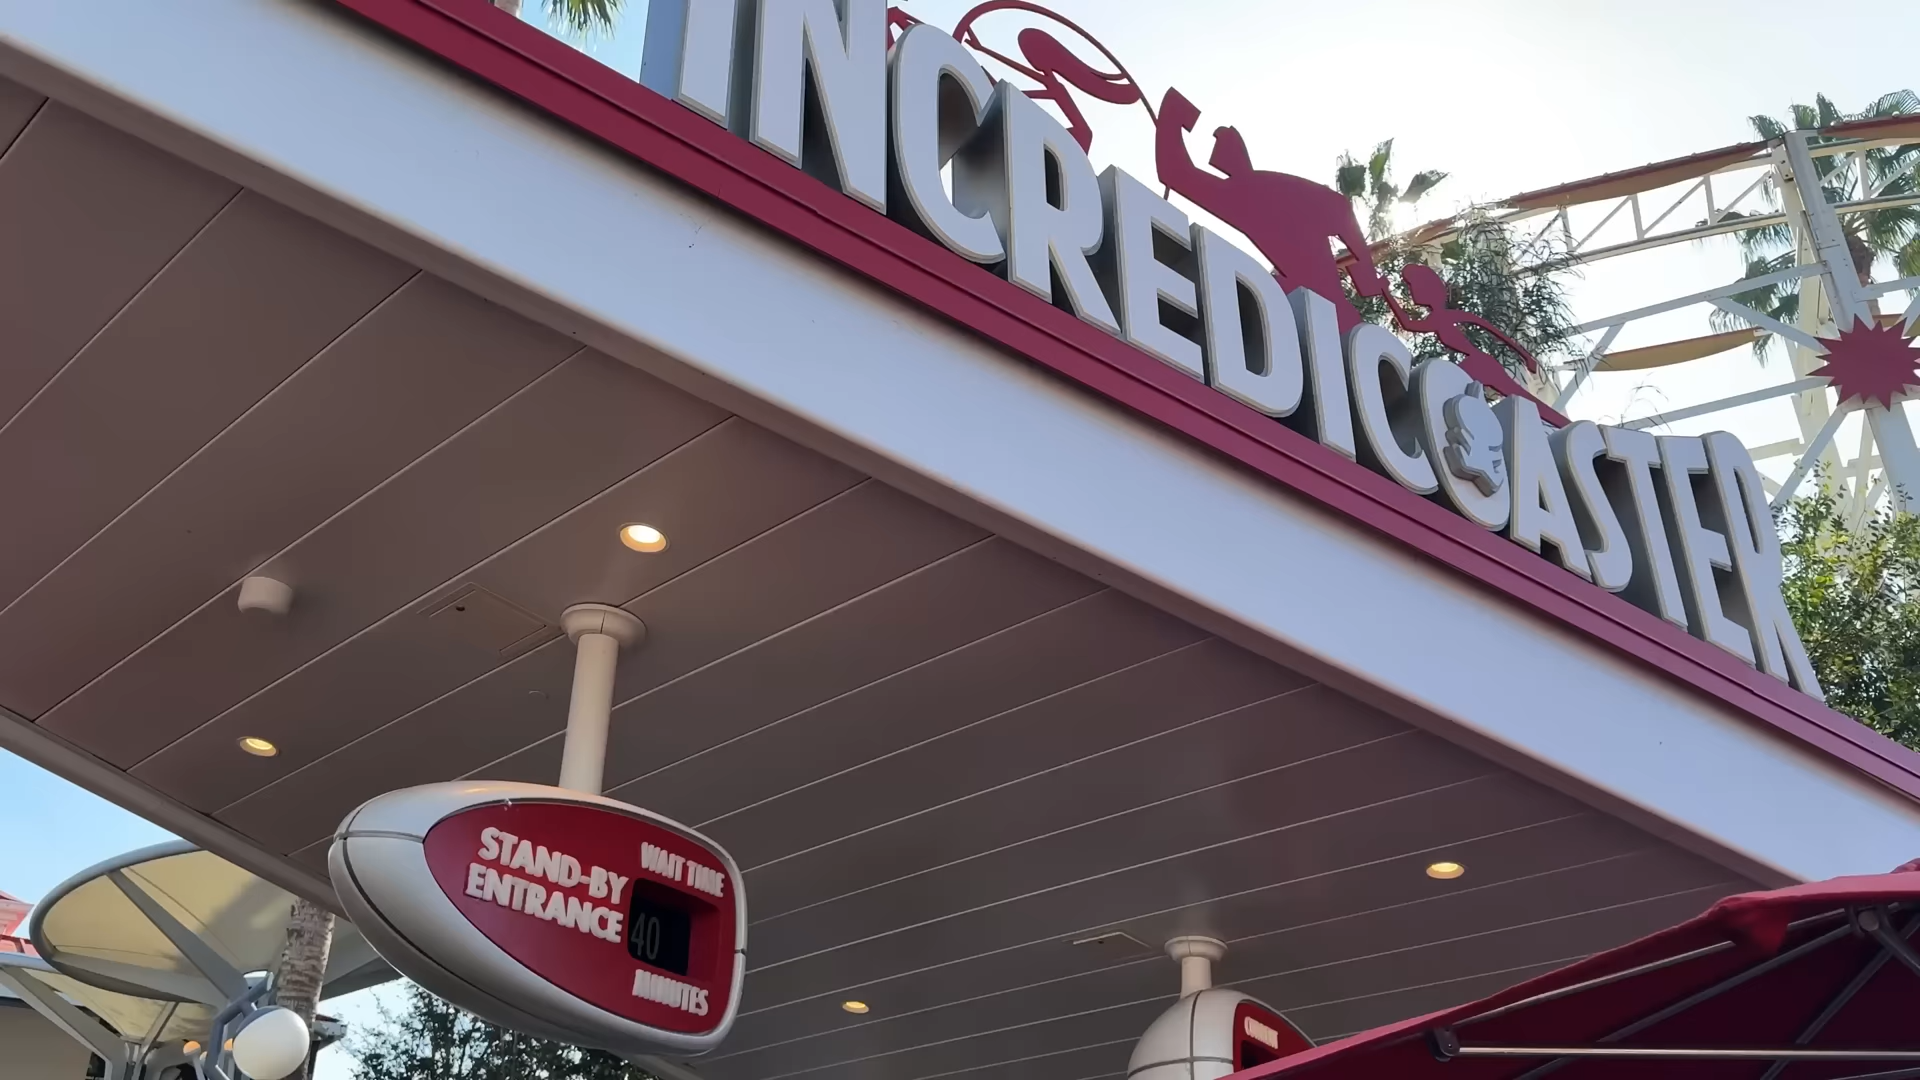 INCREDICOASTER
STAND-BY
ENTRANCE
WAIT TIME
40
MINUTES